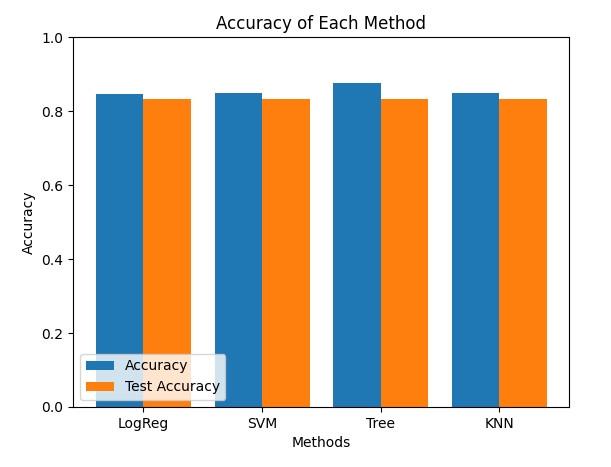 Accuracy of Each Method
1.0
0.8
0.6
0.4
0.2
0.0
Accuracy
Accuracy
Test Accuracy
LogReg
SVM
Tree
KNN
Methods